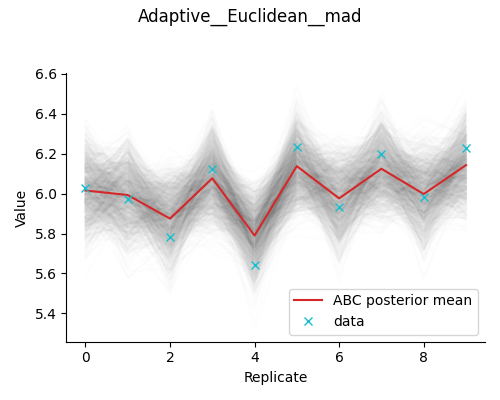 Adaptive__Euclidean__mad
6.6
6.4
6.2
6.0
5.8
5.6
5.4
Value
0
2
4
6
8
Replicate
ABC posterior mean
data